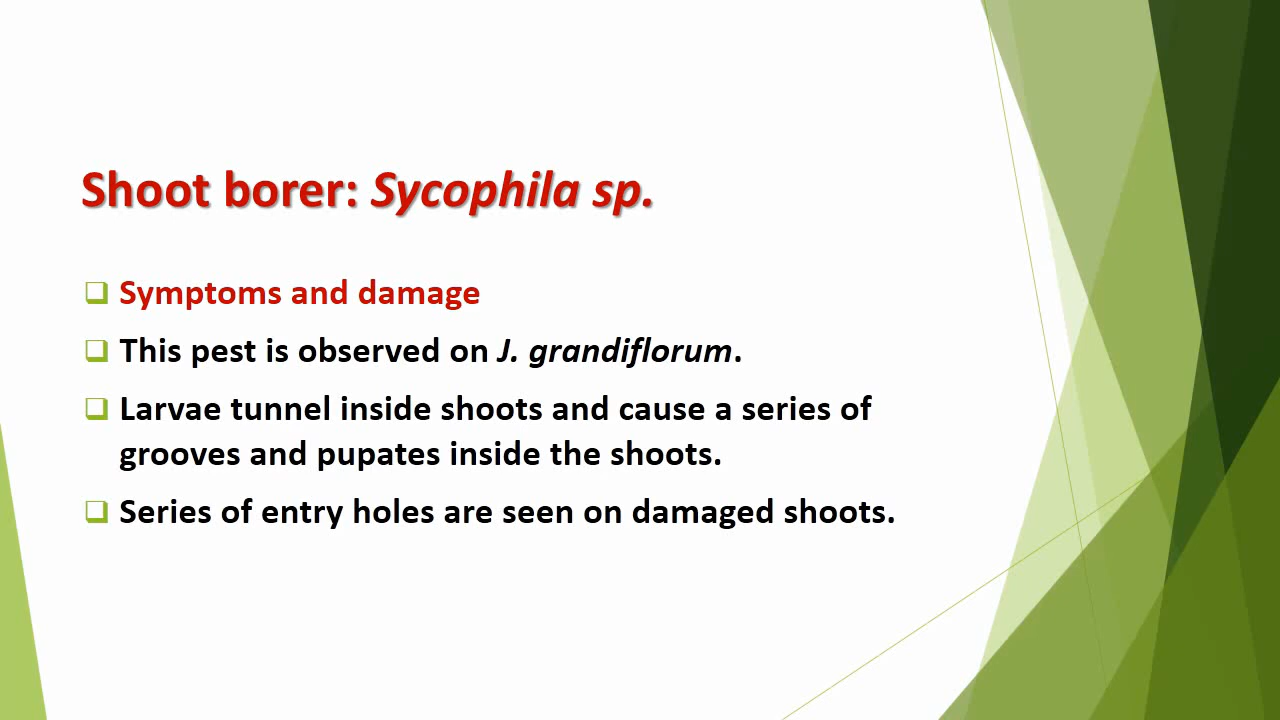 Shoot borer: Sycophila sp.
Symptoms and damage
This pest is observed on J. grandiflorum.
Larvae tunnel inside shoots and cause a series of
grooves and pupates inside the shoots.
Series of entry holes are seen on damaged shoots.